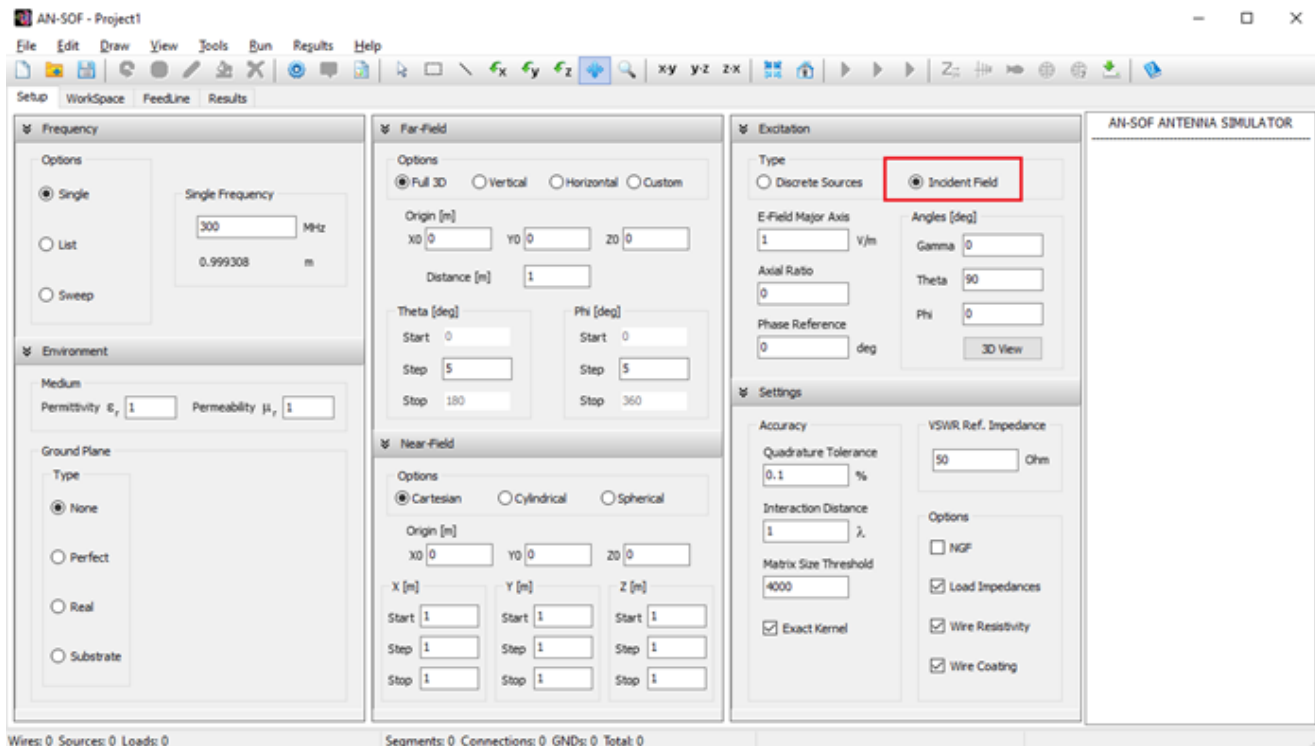 AN-SOF - Project1
File Edit Draw View Tools Run Results Help
x-y y-z z-x
Setup WorkSpace FeedLine Results
Frequency
Options
Single
List
Sweep
Single Frequency
300 MHz
0.999308 m
Environment
Medium
Permittivity εr 1 Permeability μr 1
Ground Plane
Type
None
Perfect
Real
Substrate
Far-Field
Options
Full 3D Vertical Horizontal Custom
Origin [m]
X0 0 Y0 0 Z0 0
Distance [m] 1
Theta [deg]
Start 0
Step 5
Stop 180
Phi [deg]
Start 0
Step 5
Stop 360
Near-Field
Options
Cartesian Cylindrical Spherical
Origin [m]
X0 0 Y0 0 Z0 0
X [m]
Start 1
Step 1
Stop 1
Y [m]
Start 1
Step 1
Stop 1
Z [m]
Start 1
Step 1
Stop 1
Excitation
Type
Discrete Sources Incident Field
E-Field Major Axis
1 V/m
Axial Ratio
0
Phase Reference
0 deg
Angles [deg]
Gamma 0
Theta 90
Phi 0
3D View
Settings
Accuracy
Quadrature Tolerance
0.1 %
Interaction Distance
1 λ
Matrix Size Threshold
4000
Exact Kernel
VSWR Ref. Impedance
50 Ohm
Options
NGF
Load Impedances
Wire Resistivity
Wire Coating
AN-SOF ANTENNA SIMULATOR
Wires: 0 Sources: 0 Loads: 0
Segments: 0 Connections: 0 GNDs: 0 Total: 0